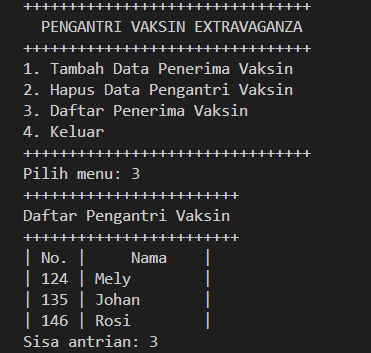 ++++++++++++++++++++++++++++++++
PENGANTRI VAKSIN EXTRAVAGANZA
++++++++++++++++++++++++++++++++
1. Tambah Data Penerima Vaksin
2. Hapus Data Pengantri Vaksin
3. Daftar Penerima Vaksin
4. Keluar
++++++++++++++++++++++++++++++++
Pilih menu: 3
++++++++++++++++++++++++
Daftar Pengantri Vaksin
++++++++++++++++++++++++
| No. |     Nama    |
| 124 | Mely        |
| 135 | Johan       |
| 146 | Rosi        |
Sisa antrian: 3